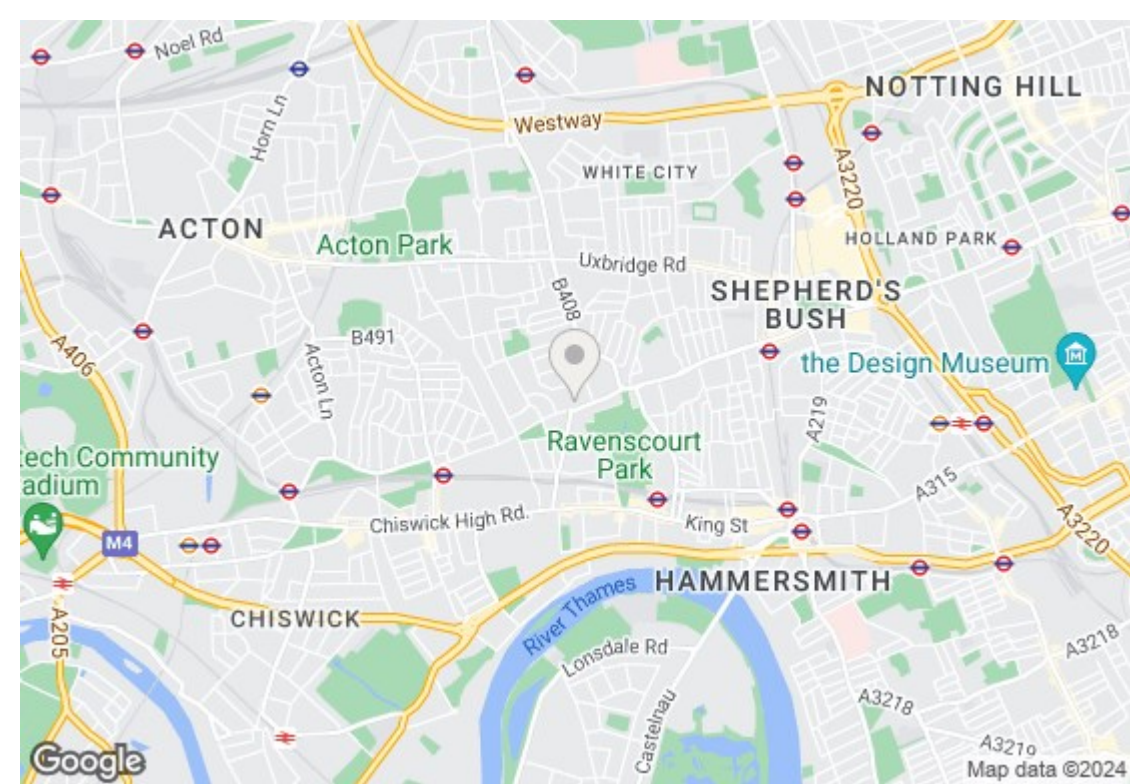 Noel Rd
NOTTING HILL
Horn Ln
Westway
A3220
WHITE CITY
ACTON
Acton Park
HOLLAND PARK
Uxbridge Rd
B408
SHEPHERD'S
BUSH
B491
A406
Acton Ln
the Design Museum
A219
Ravenscourt
Park
tech Community
adium
A315
Chiswick High Rd.
King St
A3220
M4
HAMMERSMITH
River Thames
CHISWICK
A205
Lonsdale Rd
A3218
A3218
Castelnau
A3219
Google
Map data ©2024